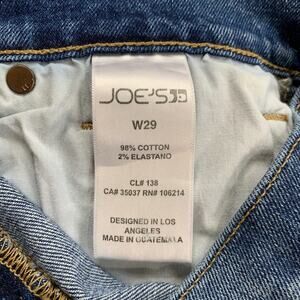 JOE'S
W29
98% COTTON
2% ELASTANO
CL# 138
CA# 35037 RN# 106214
DESIGNED IN LOS
ANGELES
MADE IN GUATEMALA